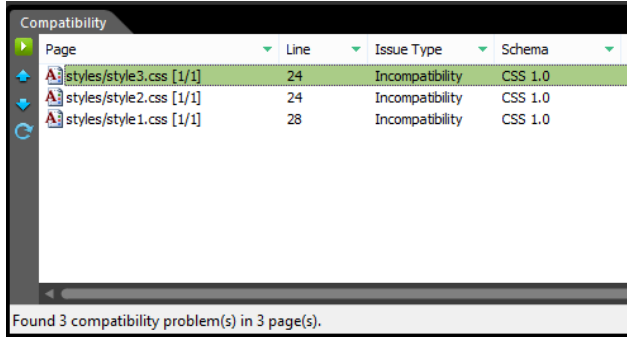 Compatibility
Page Line Issue Type Schema
styles/style3.css [1/1] 24 Incompatibility CSS 1.0
styles/style2.css [1/1] 24 Incompatibility CSS 1.0
styles/style1.css [1/1] 28 Incompatibility CSS 1.0
Found 3 compatibility problem(s) in 3 page(s).